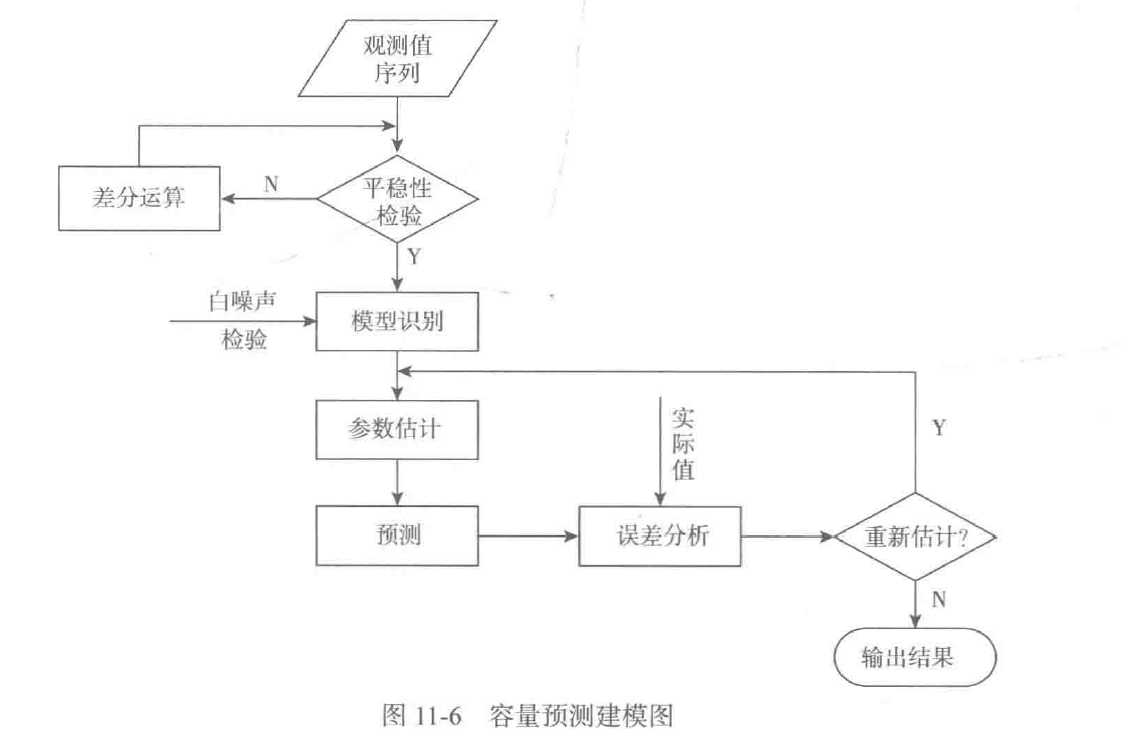 观测值
序列
差分运算
N
平稳性
检验
Y
白噪声
检验
模型识别
参数估计
实
际
值
Y
预测
误差分析
重新估计?
N
输出结果
图 11-6 容量预测建模图